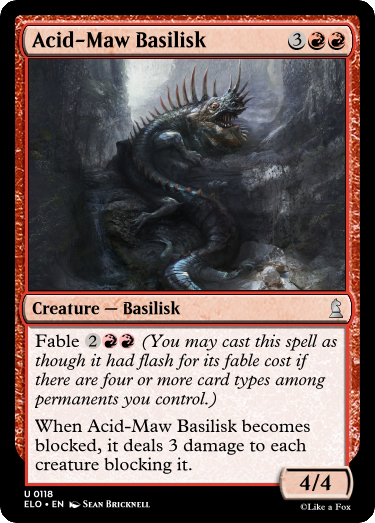 Acid-Maw Basilisk 3
Creature — Basilisk
Fable 2 (You may cast this spell as
though it had flash for its fable cost if
there are four or more card types among
permanents you control.)
When Acid-Maw Basilisk becomes
blocked, it deals 3 damage to each
creature blocking it.
4/4
U 0118
ELO • EN Sean Bricknell
©Like a Fox